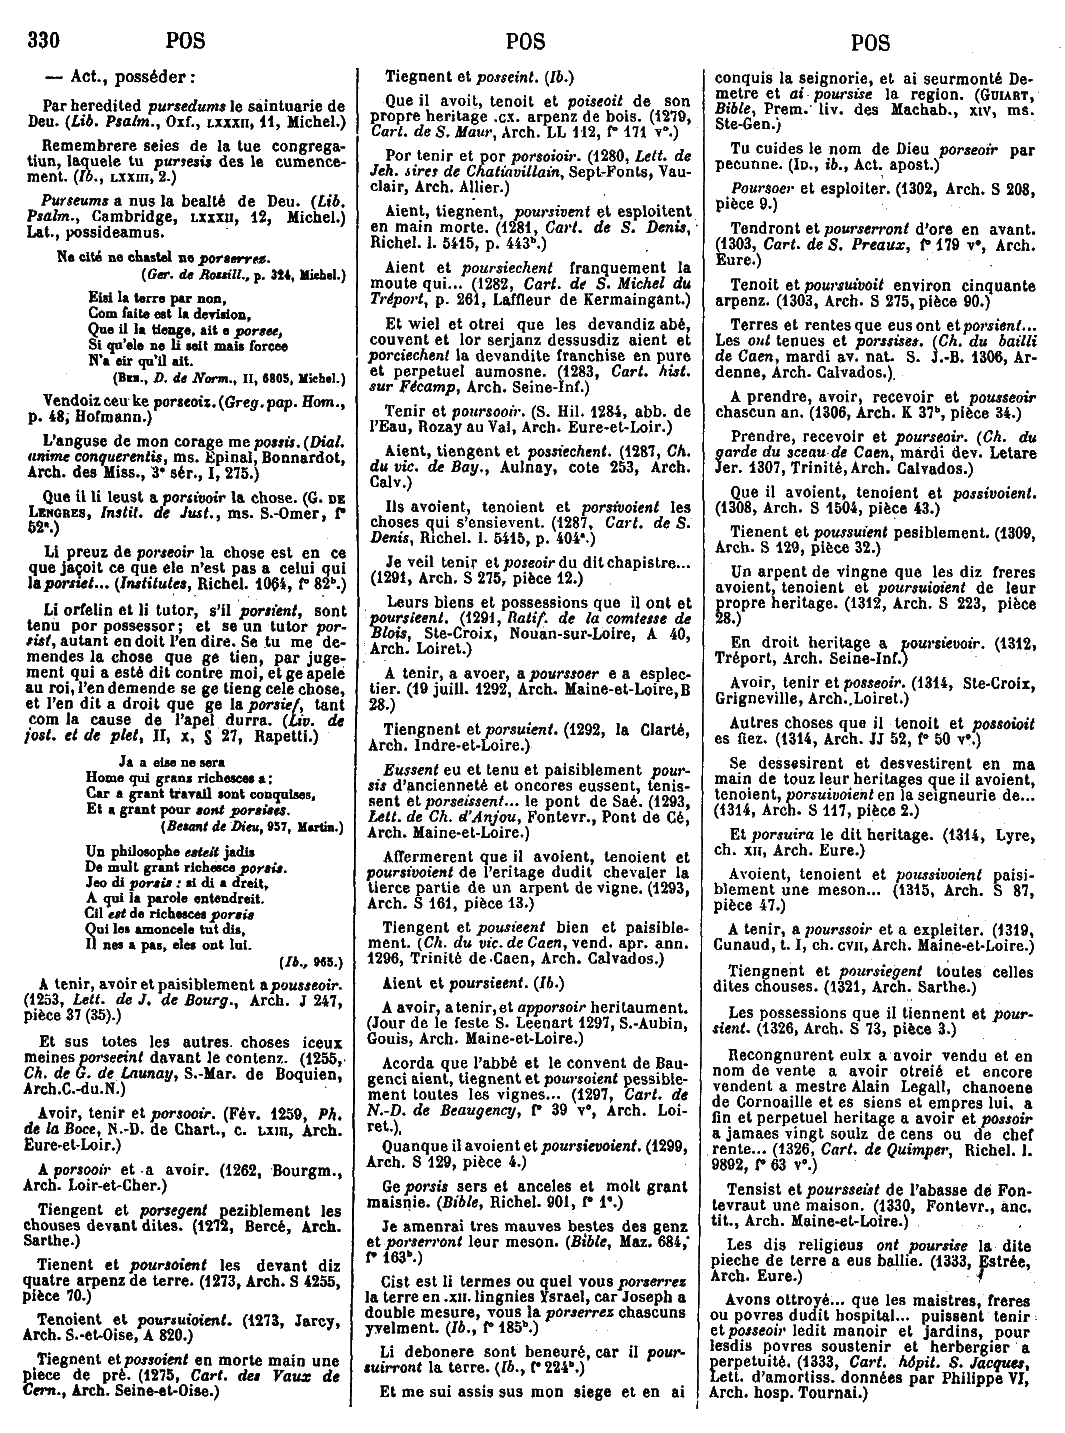 330 POS POS POS
— Act., posséder :
Par heredited pursedums le saintuarie de
Deu. (Lib. Psalm., Oxf., LXXXII, 11, Michel.)
Remembrere seies de la tue congrega-
tiun, laquele tu pursesis des le cumence-
ment. (Ib., LXXIII, 2.)
Purseums a nus la bealté de Deu. (Lib.
Psalm., Cambridge, LXXXII, 12, Michel.)
Lat., possideamus.
Ne cité ne chastel ne porserrez.
(Ger. de Rossill., p. 324, Michel.)
Eisi la terre par non,
Com faite est la devision,
Que il la tienge, ait e porsee,
Si qu'ele ne li seit mais forcee
N'a eir qu'il ait.
(BEN., D. de Norm., II, 6805, Michel.)
Vendoiz ceu ke porseoiz. (Greg. pap. Hom.,
p. 48, Hofmann.)
L'anguse de mon corage me possis. (Dial.
anime conquerentis, ms. Epinal, Bonnardot,
Arch. des Miss., 3e sér., I, 275.)
Que il li leust a porsivoir la chose. (G. DE
LENGRES, Instit. de Just., ms. S.-Omer, fo
52a.)
Li preuz de porseoir la chose est en ce
que jaçoit ce que ele n'est pas a celui qui
la porsiet... (Institutes, Richel. 1064, fo 82b.)
Li orfelin et li tutor, s'il porsient, sont
tenu por possessor; et se un tutor por-
sist, autant en doit l'en dire. Se tu me de-
mendes la chose que ge tien, par juge-
ment qui a esté dit contre moi, et ge apele
au roi, l'en demende se ge tieng cele chose,
et l'en dit a droit que ge la porsief, tant
com la cause de l'apel durra. (Liv. de
jost. et de plet, II, X, § 27, Rapetti.)
Ja a eise ne sera
Home qui grans richesces a;
Car a grant travail sont conquises,
Et a grant pour sont porsises.
(Besant de Dieu, 957, Martin.)
Un philosophe esteit jadis
De mult grant richesce porsis.
Jeo di porsis : si di a dreit,
A qui la parole entendreit.
Cil est de richesces porsis
Qui les amoncele tut dis,
Il nes a pas, eles ont lui.
(Ib., 965.)
A tenir, avoir et paisiblement a pousseoir.
(1253, Lett. de J. de Bourg., Arch. J 247,
pièce 37 (35).)
Et sus totes les autres choses iceux
meines porseeint davant le contenz. (1255,
Ch. de G. de Launay, S.-Mar. de Boquien,
Arch. C.-du.N.)
Avoir, tenir et porsooir. (Fév. 1259, Ph.
de la Boce, N.-D. de Chart., c. LXIII, Arch.
Eure-et-Loir.)
A porsooir et a avoir. (1262, Bourgm.,
Arch. Loir-et-Cher.)
Tiengent et porsegent peziblement les
chouses devant dites. (1272, Bercé, Arch.
Sarthe.)
Tienent et poursoient les devant diz
quatre arpenz de terre. (1273, Arch. S 4255,
pièce 70.)
Tenoient et poursuioient. (1273, Jarcy,
Arch. S.-et-Oise, A 820.)
Tiegnent et possoient en morte main une
piece de pré. (1275, Cart. des Vaux de
Cern., Arch. Seine-et-Oise.)
Tiegnent et posseint. (Ib.)
Que il avoit, tenoit et poiseoit de son
propre heritage .cx. arpenz de bois. (1279,
Cart. de S. Maur, Arch. LL 112, fo 171 vo.)
Por tenir et por porsoioir. (1280, Lett. de
Jeh. sires de Chatiavillain, Sept-Fonts, Vau-
clair, Arch. Allier.)
Aient, tiegnent, poursivent et esploitent
en main morte. (1281, Cart. de S. Denis,
Richel. l. 5415, p. 443b.)
Aient et poursiechent franquement la
moute qui... (1282, Cart. de S. Michel du
Tréport, p. 261, Laffleur de Kermaingant.)
Et wiel et otrei que les devandiz abé,
couvent et lor serjanz dessusdiz aient et
porciechent la devandite franchise en pure
et perpetuel aumosne. (1283, Cart. hist.
sur Fécamp, Arch. Seine-Inf.)
Tenir et poursooir. (S. Hil. 1284, abb. de
l'Eau, Rozay au Val, Arch. Eure-et-Loir.)
Aient, tiengent et possiechent. (1287, Ch.
du vic. de Bay., Aulnay, cote 253, Arch.
Calv.)
Ils avoient, tenoient et porsivoient les
choses qui s'ensievent. (1287, Cart. de S.
Denis, Richel. l. 5415, p. 404a.)
Je veil tenir et poseoir du dit chapistre...
(1291, Arch. S 275, pièce 12.)
Leurs biens et possessions que il ont et
poursieent. (1291, Ratif. de la comtesse de
Blois, Ste-Croix, Nouan-sur-Loire, A 40,
Arch. Loiret.)
A tenir, a avoer, a pourssoer e a esplec-
tier. (19 juill. 1292, Arch. Maine-et-Loire, B
28.)
Tiengnent et porsuient. (1292, la Clarté,
Arch. Indre-et-Loire.)
Eussent eu et tenu et paisiblement pour-
sis d'ancienneté et oncores eussent, tenis-
sent et porseissent... le pont de Saé. (1293,
Lett. de Ch. d'Anjou, Fontevr., Pont de Cé,
Arch. Maine-et-Loire.)
Affermerent que il avoient, tenoient et
poursivoient de l'eritage dudit chevaler la
tierce partie de un arpent de vigne. (1293,
Arch. S 161, pièce 13.)
Tiengent et pousieent bien et paisible-
ment. (Ch. du vic. de Caen, vend. apr. ann.
1296, Trinité de Caen, Arch. Calvados.)
Aient et poursieent. (Ib.)
A avoir, a tenir, et apporsoir heritaument.
(Jour de le feste S. Leenart 1297, S.-Aubin,
Gouis, Arch. Maine-et-Loire.)
Acorda que l'abbé et le convent de Bau-
genci aient, tiegnent et poursoient pessible-
ment toutes les vignes... (1297, Cart. de
N.-D. de Beaugency, fo 39 vo, Arch. Loi-
ret.)
Quanque il avoient et poursievoient. (1299,
Arch. S 129, pièce 4.)
Ge porsis sers et anceles et molt grant
maisnie. (Bible, Richel. 901, fo 1a.)
Je amenrai tres mauves bestes des genz
et porserront leur meson. (Bible, Maz. 684,
fo 163b.)
Cist est li termes ou quel vous porserrez
la terre en .XII. lingnies Ysrael, car Joseph a
double mesure, vous la porserrez chascuns
yvelment. (Ib., fo 185b.)
Li debonere sont beneuré, car il pour-
suirront la terre. (Ib., fo 224b.)
Et me sui assis sus mon siege et en ai
conquis la seignorie, et ai seurmonté De-
metre et ai poursise la region. (GUIART,
Bible, Prem. liv. des Machab., XIV, ms.
Ste-Gen.)
Tu cuides le nom de Dieu porseoir par
pecunne. (ID., ib., Act. apost.)
Poursoer et esploiter. (1302, Arch. S 208,
pièce 9.)
Tendront et pourserront d'ore en avant.
(1303, Cart. de S. Preaux, fo 179 vo, Arch.
Eure.)
Tenoit et poursuivoit environ cinquante
arpenz. (1303, Arch. S 275, pièce 90.)
Terres et rentes que eus ont et porsient...
Les out tenues et porssises. (Ch. du bailli
de Caen, mardi av. nat. S. J.-B. 1306, Ar-
denne, Arch. Calvados.)
A prendre, avoir, recevoir et pousseoir
chascun an. (1306, Arch. K 37b, pièce 34.)
Prendre, recevoir et pourseoir. (Ch. du
garde du sceau de Caen, mardi dev. Letare
Jer. 1307, Trinité, Arch. Calvados.)
Que il avoient, tenoient et possivoient.
(1308, Arch. S 1504, pièce 43.)
Tienent et poussuient pesiblement. (1309,
Arch. S 129, pièce 32.)
Un arpent de vingne que les diz freres
avoient, tenoient et poursuioient de leur
propre heritage. (1312, Arch. S 223, pièce
28.)
En droit heritage a poursievoir. (1312,
Tréport, Arch. Seine-Inf.)
Avoir, tenir et posseoir. (1314, Ste-Croix,
Grigneville, Arch. Loiret.)
Autres choses que il tenoit et possoioit
es fiez. (1314, Arch. JJ 52, fo 50 vo.)
Se dessesirent et desvestirent en ma
main de touz leur heritages que il avoient,
tenoient, porsuivoient en la seigneurie de...
(1314, Arch. S 117, pièce 2.)
Et porsuira le dit heritage. (1314, Lyre,
ch. XII, Arch. Eure.)
Avoient, tenoient et poussivoient paisi-
blement une meson... (1315, Arch. S 87,
pièce 47.)
A tenir, a pourssoir et a expleiter. (1319,
Cunaud, t. I, ch. CVII, Arch. Maine-et-Loire.)
Tiengnent et poursiegent toutes celles
dites chouses. (1321, Arch. Sarthe.)
Les possessions que il tiennent et pour-
sient. (1326, Arch. S 73, pièce 3.)
Recongnurent eulx a avoir vendu et en
nom de vente a avoir otreié et encore
vendent a mestre Alain Legall, chanoene
de Cornoaille et es siens et empres lui, a
fin et perpetuel heritage a avoir et possoir
a jamaes vingt soulz de cens ou de chef
rente... (1326, Cart. de Quimper, Richel. l.
9892, fo 63 vo.)
Tensist et poursseist de l'abasse de Fon-
tevraut une maison. (1330, Fontevr., anc.
tit., Arch. Maine-et-Loire.)
Les dis religieus ont poursise la dite
pieche de terre a eus ballie. (1333, Estrée,
Arch. Eure.)
Avons ottroyé... que les maistres, freres
ou povres dudit hospital... puissent tenir
et posseoir ledit manoir et jardins, pour
lesdis povres soustenir et herbergier a
perpetuité. (1333, Cart. hôpit. S. Jacques,
Lett. d'amortiss. données par Philippe VI,
Arch. hosp. Tournai.)